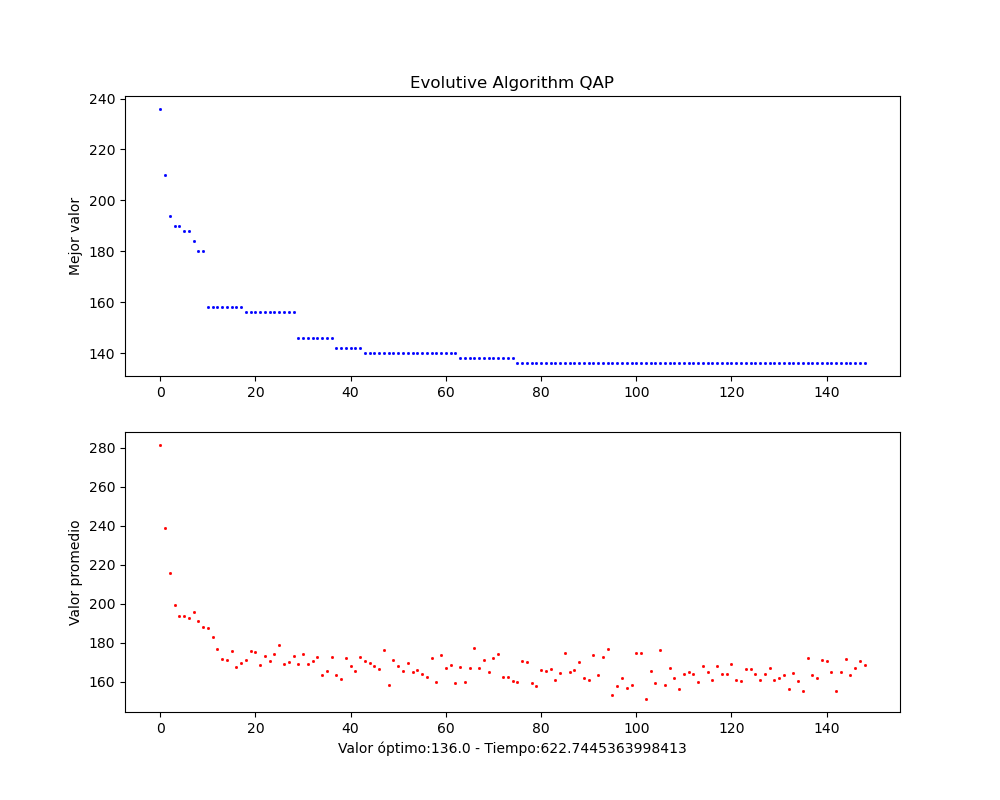 Evolutive Algorithm QAP
240
220
200
180
160
140
Mejor valor
0 20 40 60 80 100 120 140
280
260
240
220
200
180
160
Valor promedio
0 20 40 60 80 100 120 140
Valor óptimo:136.0 - Tiempo:622.7445363998413